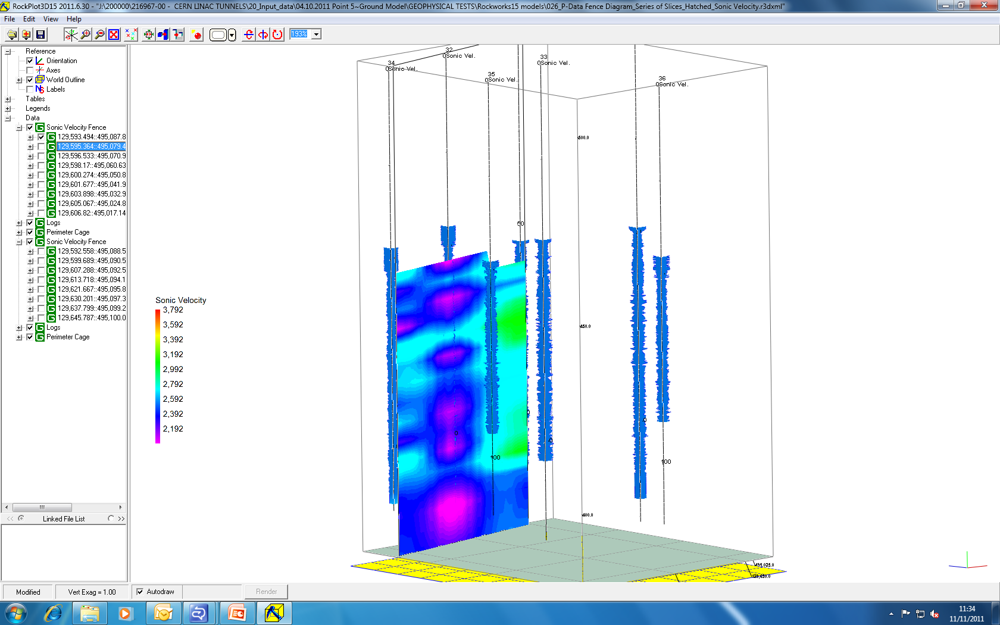 RockPlot3D15 2011.6.30 - "J:\200000\216967-00 - CERN LINAC TUNNELS\20_Input_data\04.10.2011 Point 5~Ground Model\GEOPHYSICAL TESTS\Rockworks15 models\026_P-Data Fence Diagram_Series of Slices_Hatched_Sonic Velocity.r3dxml"
File Edit View Help
193%
Reference
Orientation
Axes
World Outline
Labels
Tables
Legends
Data
Sonic Velocity Fence
129,593.494::495,087.8
129,595.364::495,079.4
129,596.533::495,070.9
129,598.17::495,060.63
129,600.274::495,050.8
129,601.677::495,041.9
129,603.898::495,032.9
129,605.067::495,024.8
129,606.82::495,017.14
Logs
Perimeter Cage
Sonic Velocity Fence
129,592.558::495,088.5
129,599.689::495,090.5
129,607.288::495,092.5
129,613.718::495,094.1
129,621.667::495,095.8
129,630.201::495,097.3
129,637.799::495,099.2
129,645.787::495,100.0
Logs
Perimeter Cage
<< Linked File List >>
Modified
Vert Exag = 1.00
Autodraw
Render
Sonic Velocity
3,792
3,592
3,392
3,192
2,992
2,792
2,592
2,392
2,192
32
0Sonic Vel.
34
0Sonic Vel.
33
0Sonic Vel.
35
0Sonic Vel.
36
0Sonic Vel.
500.0
50
450.0
0
0
0
0
100
100
400.0
495,025.0
129,650.0
11:34
11/11/2011